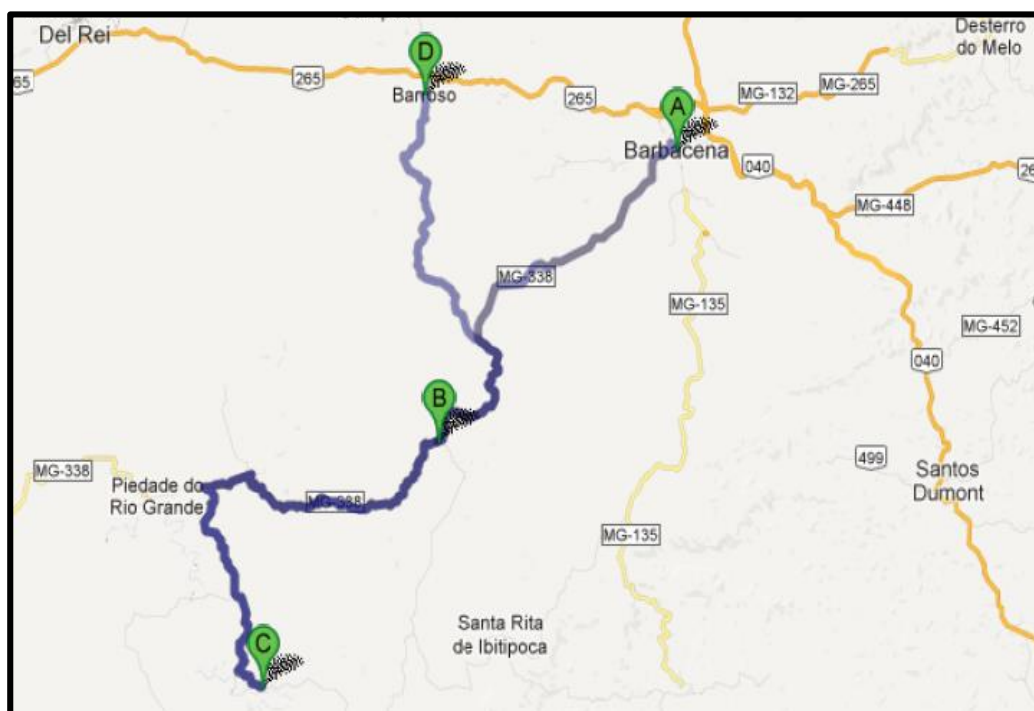 Del Rei
Desterro
do Melo
D
265
265
Barroso
265
MG-132
MG-265
A
Barbacena
040
MG-448
MG-338
MG-135
MG-452
040
B
MG-338
Piedade do
Rio Grande
MG-338
499
Santos
Dumont
MG-135
C
Santa Rita
de Ibitipoca